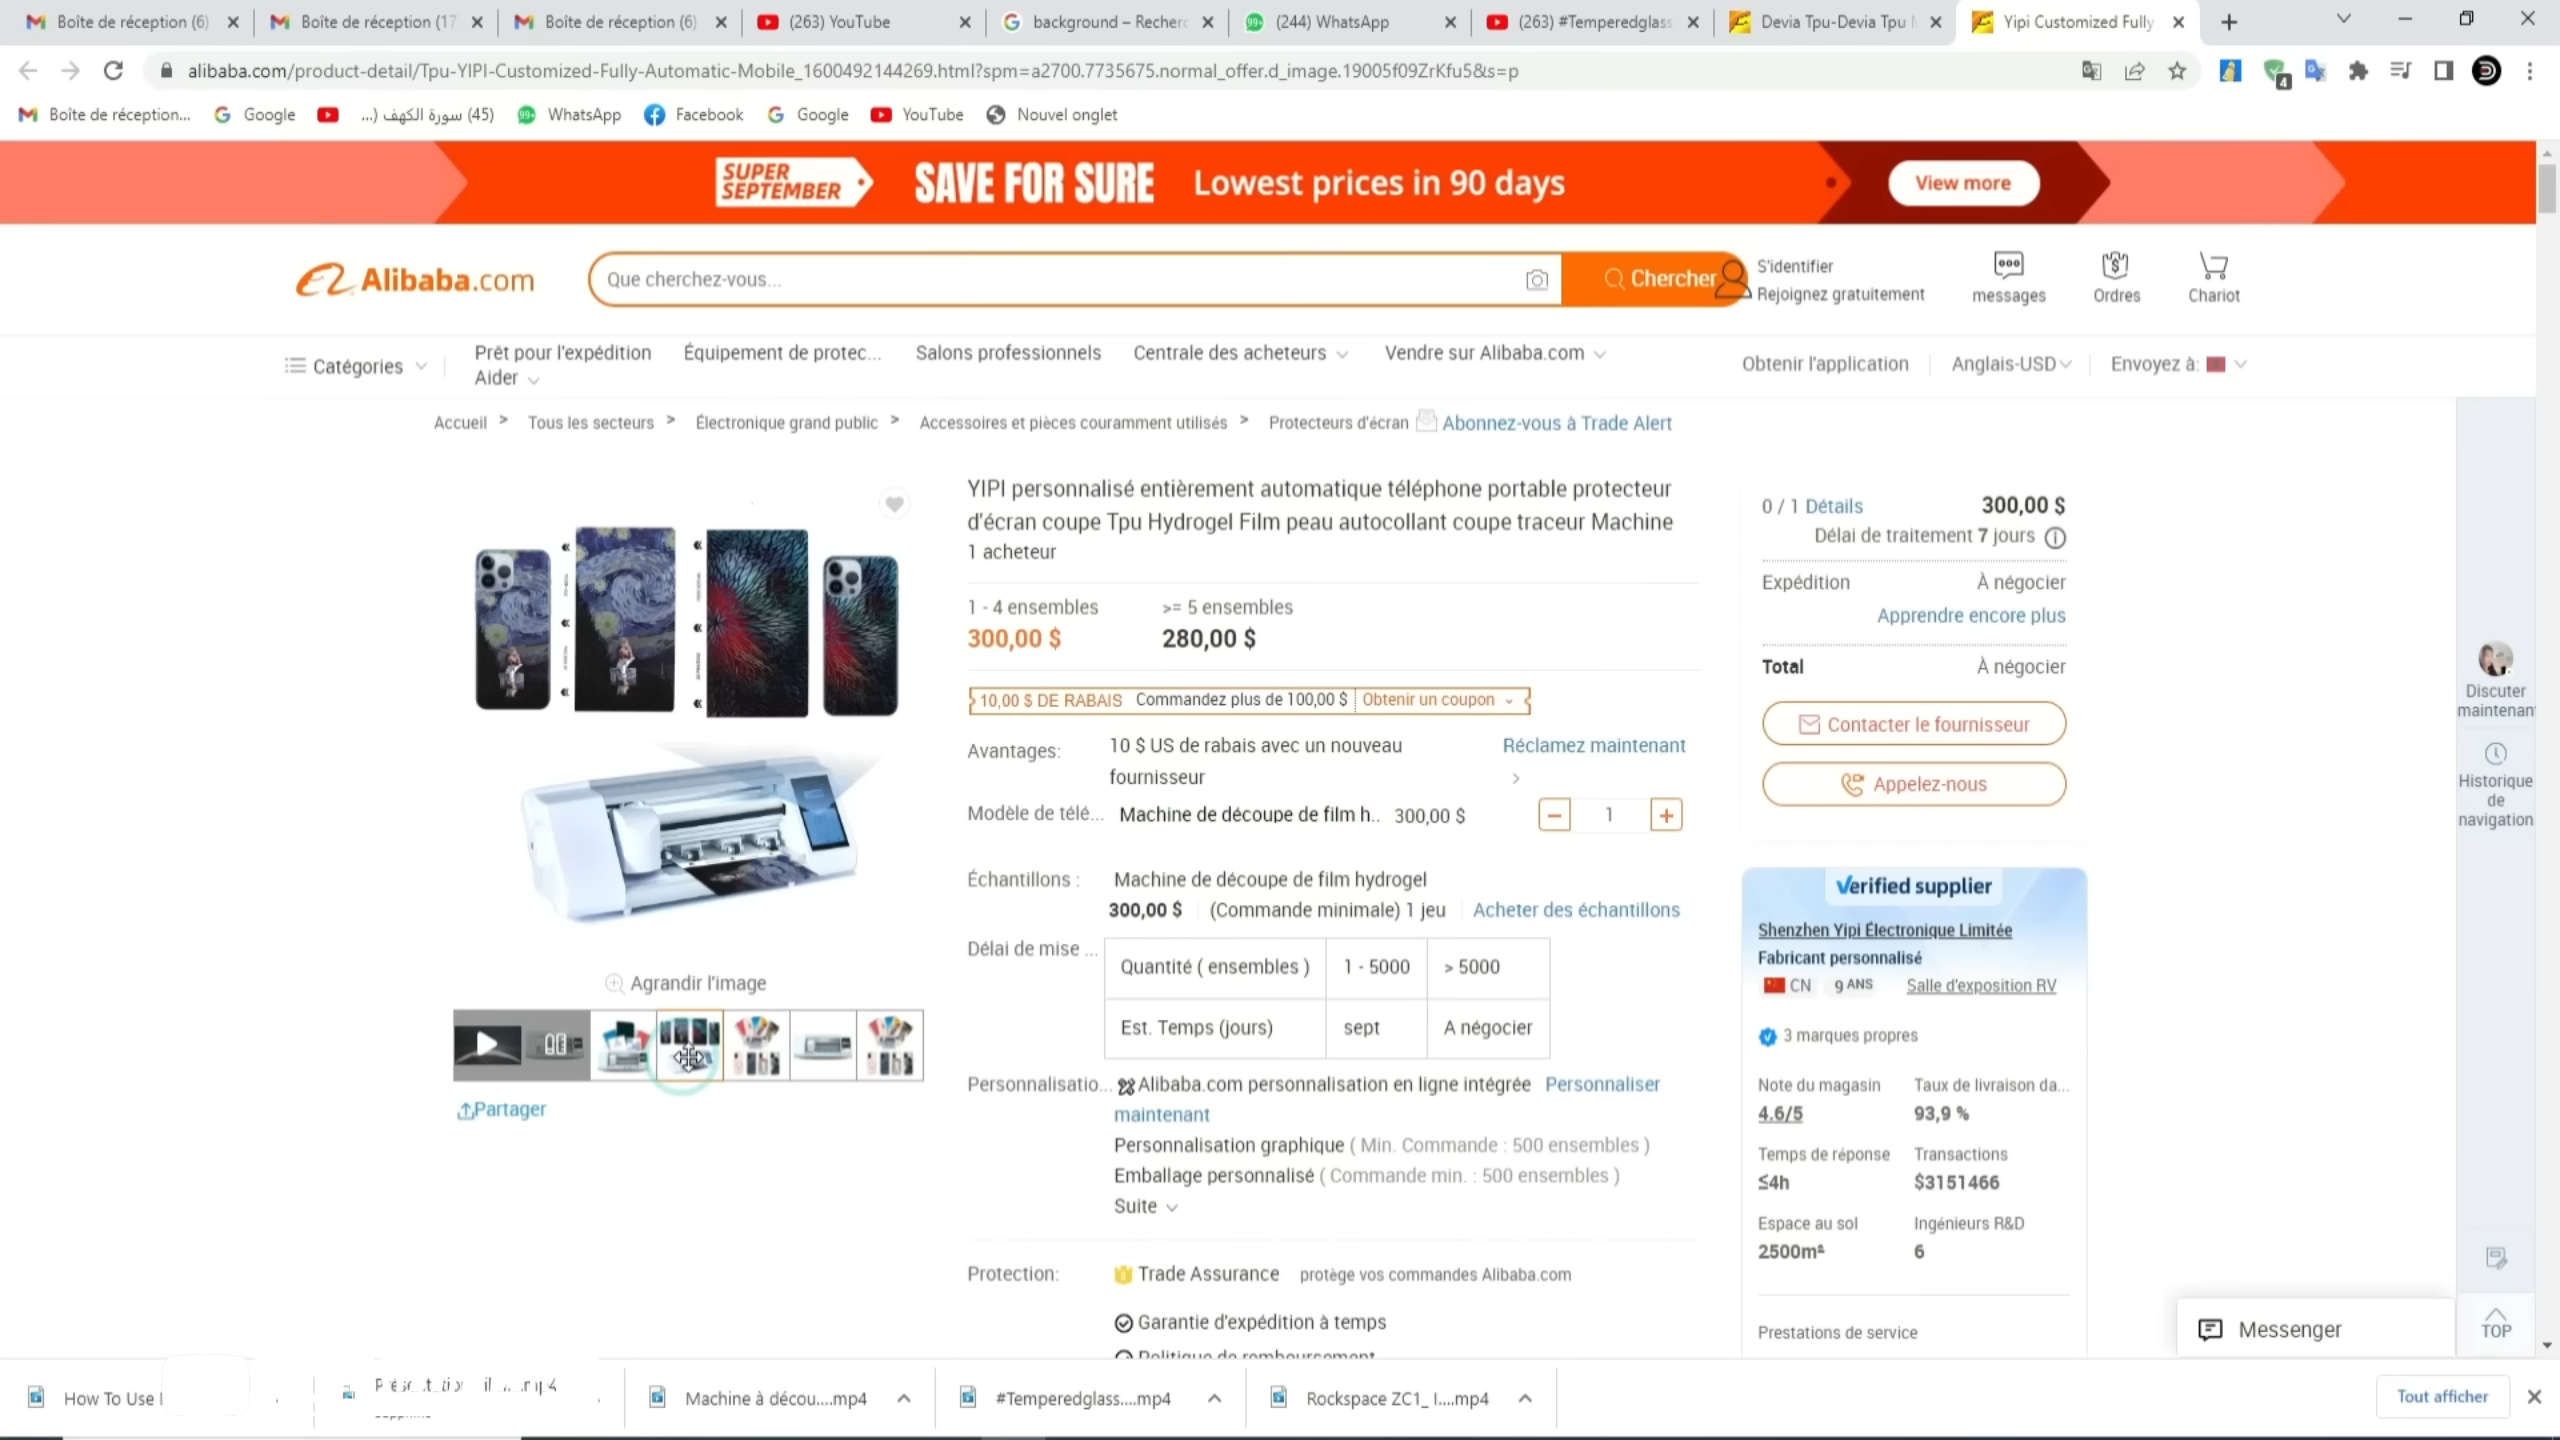 Boîte de réception (6)
Boîte de réception (17
Boîte de réception (6)
(263) YouTube
background – Recherc
(244) WhatsApp
(263) #Temperedglass
Devia Tpu-Devia Tpu
Yipi Customized Fully
alibaba.com/product-detail/Tpu-YIPI-Customized-Fully-Automatic-Mobile_1600492144269.html?spm=a2700.7735675.normal_offer.d_image.19005f09ZrKfu5&s=p
4
Boîte de réception...
Google
(45) سورة الكهف (...
99+ WhatsApp
Facebook
Google
YouTube
Nouvel onglet
SUPER
SEPTEMBER
SAVE FOR SURE
Lowest prices in 90 days
View more
Alibaba.com
Que cherchez-vous...
Chercher
S'identifier
Rejoignez gratuitement
messages
Ordres
Chariot
Catégories
Prêt pour l'expédition
Équipement de protec...
Salons professionnels
Centrale des acheteurs
Vendre sur Alibaba.com
Aider
Obtenir l'application
Anglais-USD
Envoyez à:
Accueil > Tous les secteurs > Électronique grand public > Accessoires et pièces couramment utilisés > Protecteurs d'écran
Abonnez-vous à Trade Alert
YIPI personnalisé entièrement automatique téléphone portable protecteur
d'écran coupe Tpu Hydrogel Film peau autocollant coupe traceur Machine
1 acheteur
1 - 4 ensembles
>= 5 ensembles
300,00 $
280,00 $
10,00 $ DE RABAIS Commandez plus de 100,00 $ Obtenir un coupon
Avantages:
10 $ US de rabais avec un nouveau
fournisseur
Réclamez maintenant
>
Modèle de télé...
Machine de découpe de film h..
300,00 $
− 1 +
Échantillons :
Machine de découpe de film hydrogel
300,00 $ (Commande minimale) 1 jeu Acheter des échantillons
Délai de mise ...
Quantité ( ensembles ) 1 - 5000 > 5000
Est. Temps (jours) sept A négocier
Agrandir l'image
Partager
Personnalisatio...
Alibaba.com personnalisation en ligne intégrée Personnaliser
maintenant
Personnalisation graphique ( Min. Commande : 500 ensembles )
Emballage personnalisé ( Commande min. : 500 ensembles )
Suite
Protection:
Trade Assurance protège vos commandes Alibaba.com
Garantie d'expédition à temps
Politique de remboursement
0 / 1 Détails 300,00 $
Délai de traitement 7 jours
Expédition À négocier
Apprendre encore plus
Total À négocier
Contacter le fournisseur
Appelez-nous
Verified supplier
Shenzhen Yipi Électronique Limitée
Fabricant personnalisé
CN 9 ANS Salle d'exposition RV
3 marques propres
Note du magasin Taux de livraison da...
4.6/5 93,9 %
Temps de réponse Transactions
≤4h $3151466
Espace au sol Ingénieurs R&D
2500m² 6
Prestations de service
Discuter
maintenant
Historique
de
navigation
TOP
Messenger
How To Use
Machine à décou....mp4
#Temperedglass....mp4
Rockspace ZC1_ I....mp4
Tout afficher